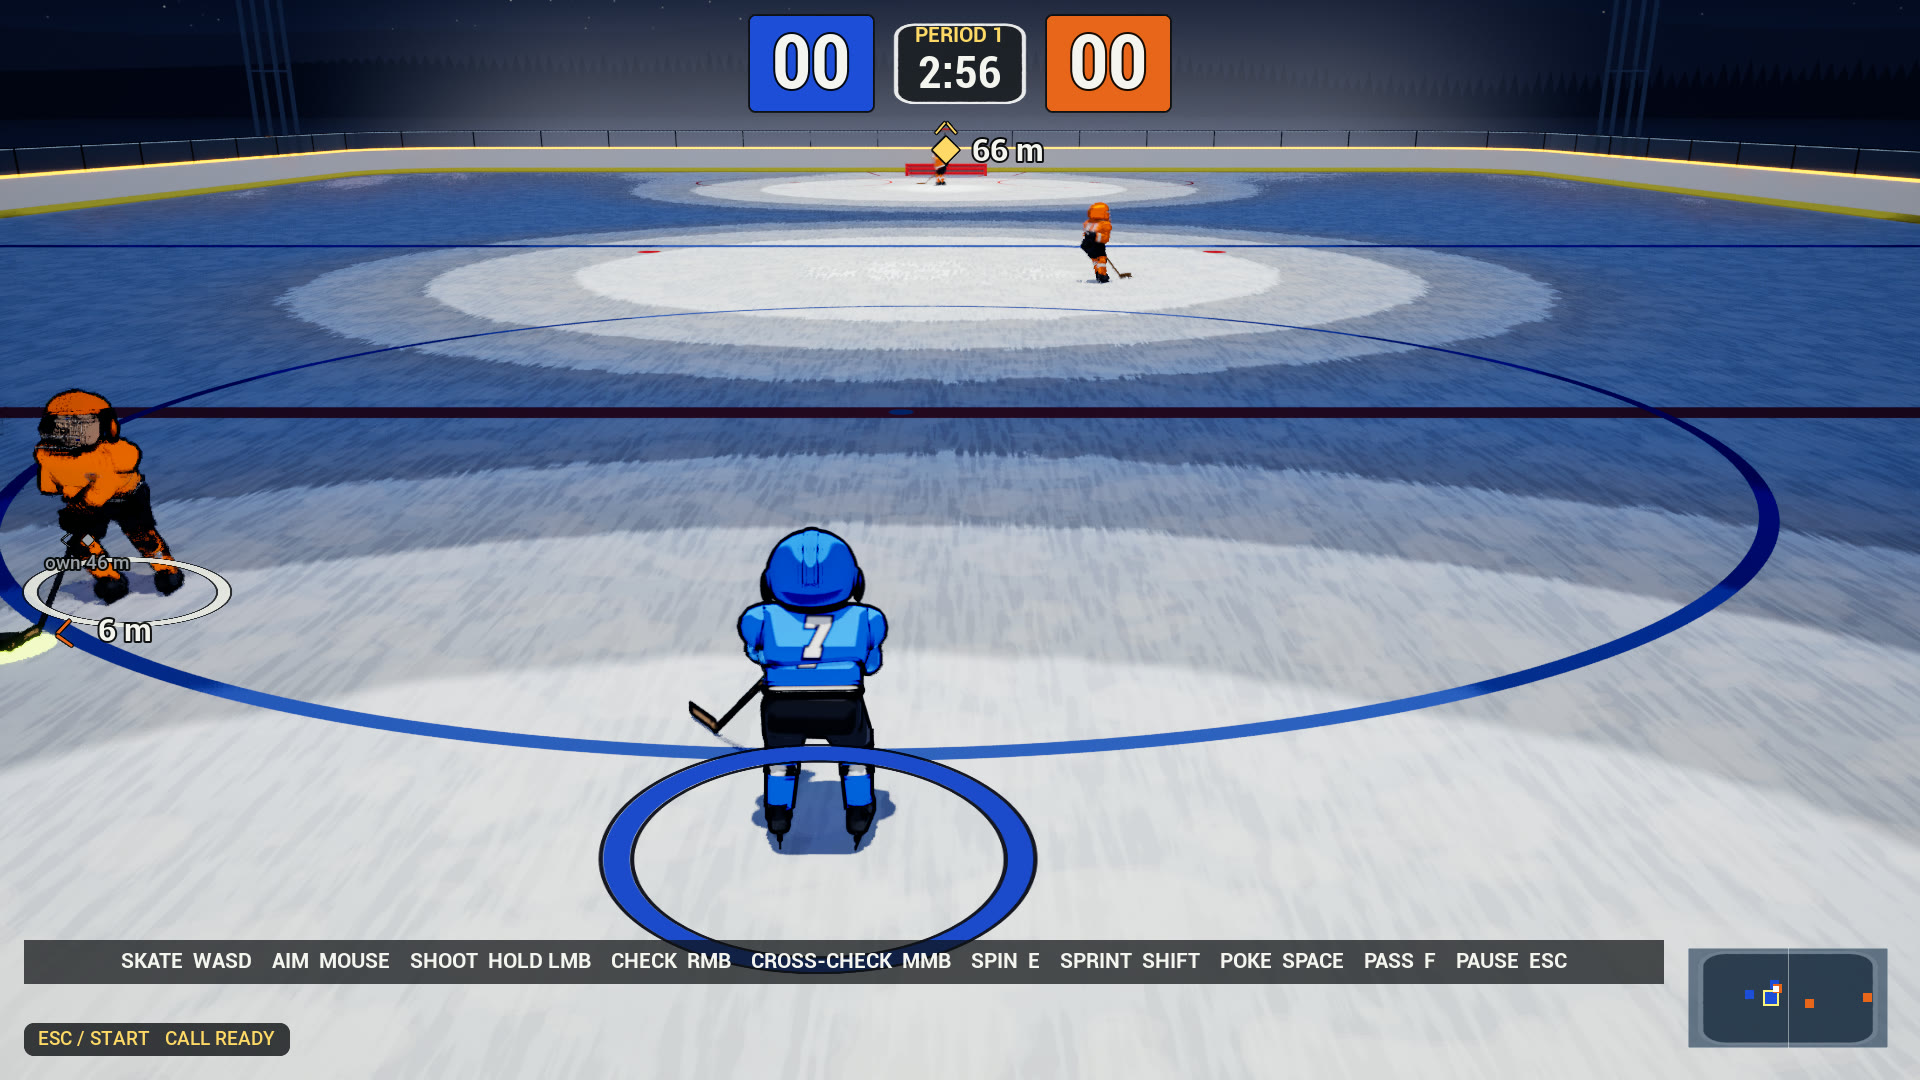 00
PERIOD 1
2:56
00
66 m
own 46 m
6 m
7
SKATE WASD AIM MOUSE SHOOT HOLD LMB CHECK RMB CROSS-CHECK MMB SPIN E SPRINT SHIFT POKE SPACE PASS F PAUSE ESC
ESC / START CALL READY